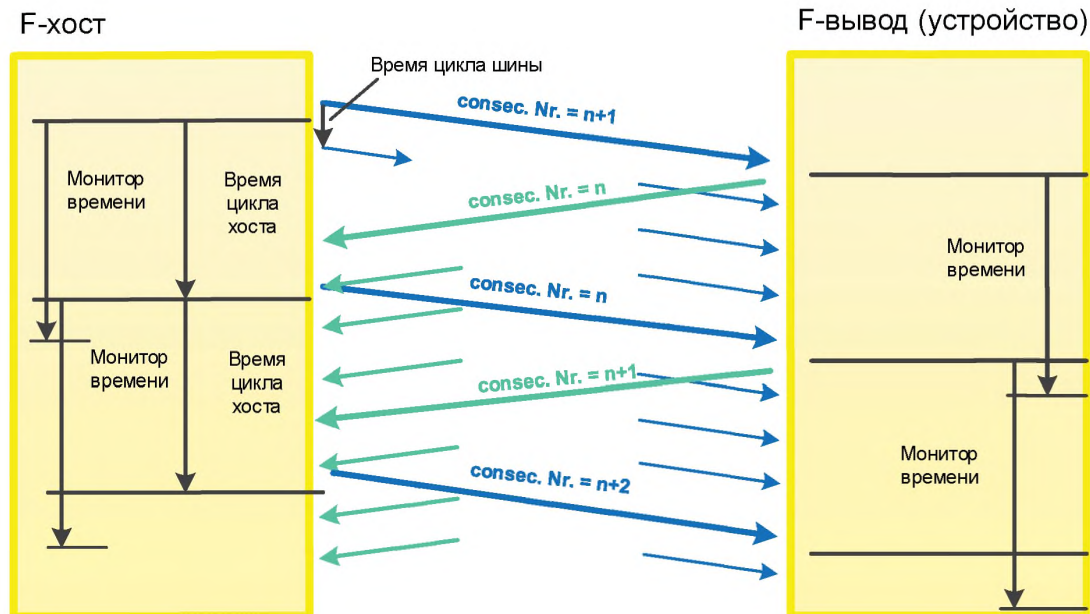 F-хост
F-вывод (устройство)
Время цикла шины
consec. Nr. = n+1
Монитор
времени
Время
цикла
хоста
consec. Nr. = n
Монитор
времени
consec. Nr. = n
Монитор
времени
Время
цикла
хоста
consec. Nr. = n+1
Монитор
времени
consec. Nr. = n+2